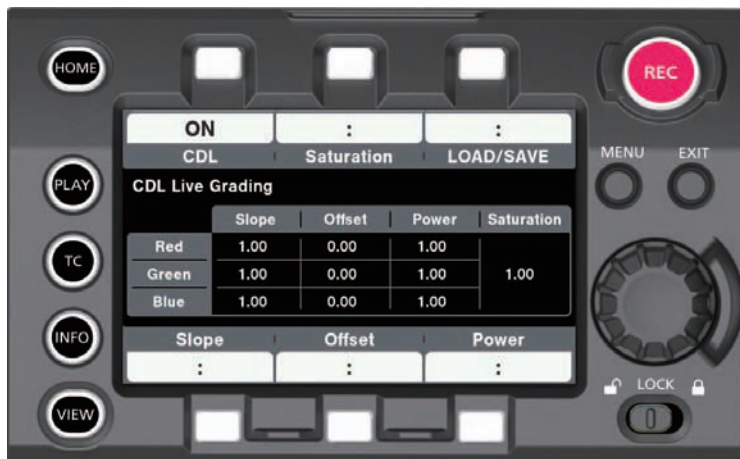 HOME
REC
ON : :
CDL Saturation LOAD/SAVE
MENU EXIT
PLAY
CDL Live Grading
Slope Offset Power Saturation
Red 1.00 0.00 1.00
TC
Green 1.00 0.00 1.00 1.00
Blue 1.00 0.00 1.00
INFO
Slope Offset Power
: : :
LOCK
VIEW